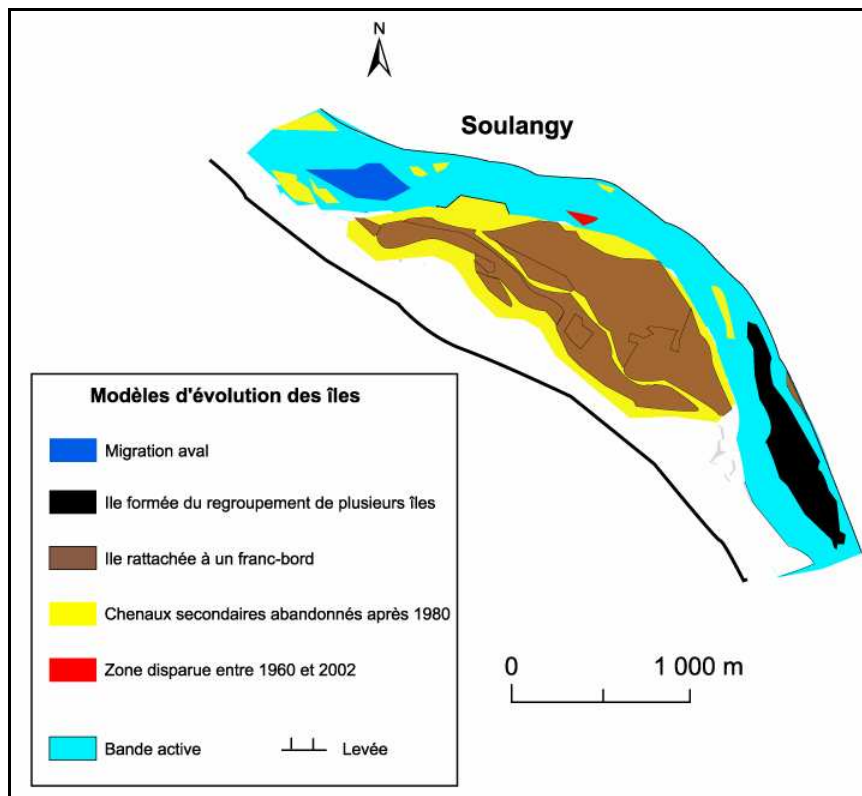 N
Soulangy
Modèles d'évolution des îles
Migration aval
Ile formée du regroupement de plusieurs îles
Ile rattachée à un franc-bord
Chenaux secondaires abandonnés après 1980
Zone disparue entre 1960 et 2002
Bande active
Levée
0 1 000 m